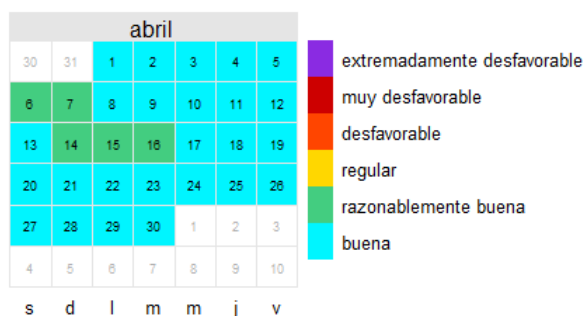 abril
30 31 1 2 3 4 5
6 7 8 9 10 11 12
13 14 15 16 17 18 19
20 21 22 23 24 25 26
27 28 29 30 1 2 3
4 5 6 7 8 9 10
s d l m m j v
extremadamente desfavorable
muy desfavorable
desfavorable
regular
razonablemente buena
buena